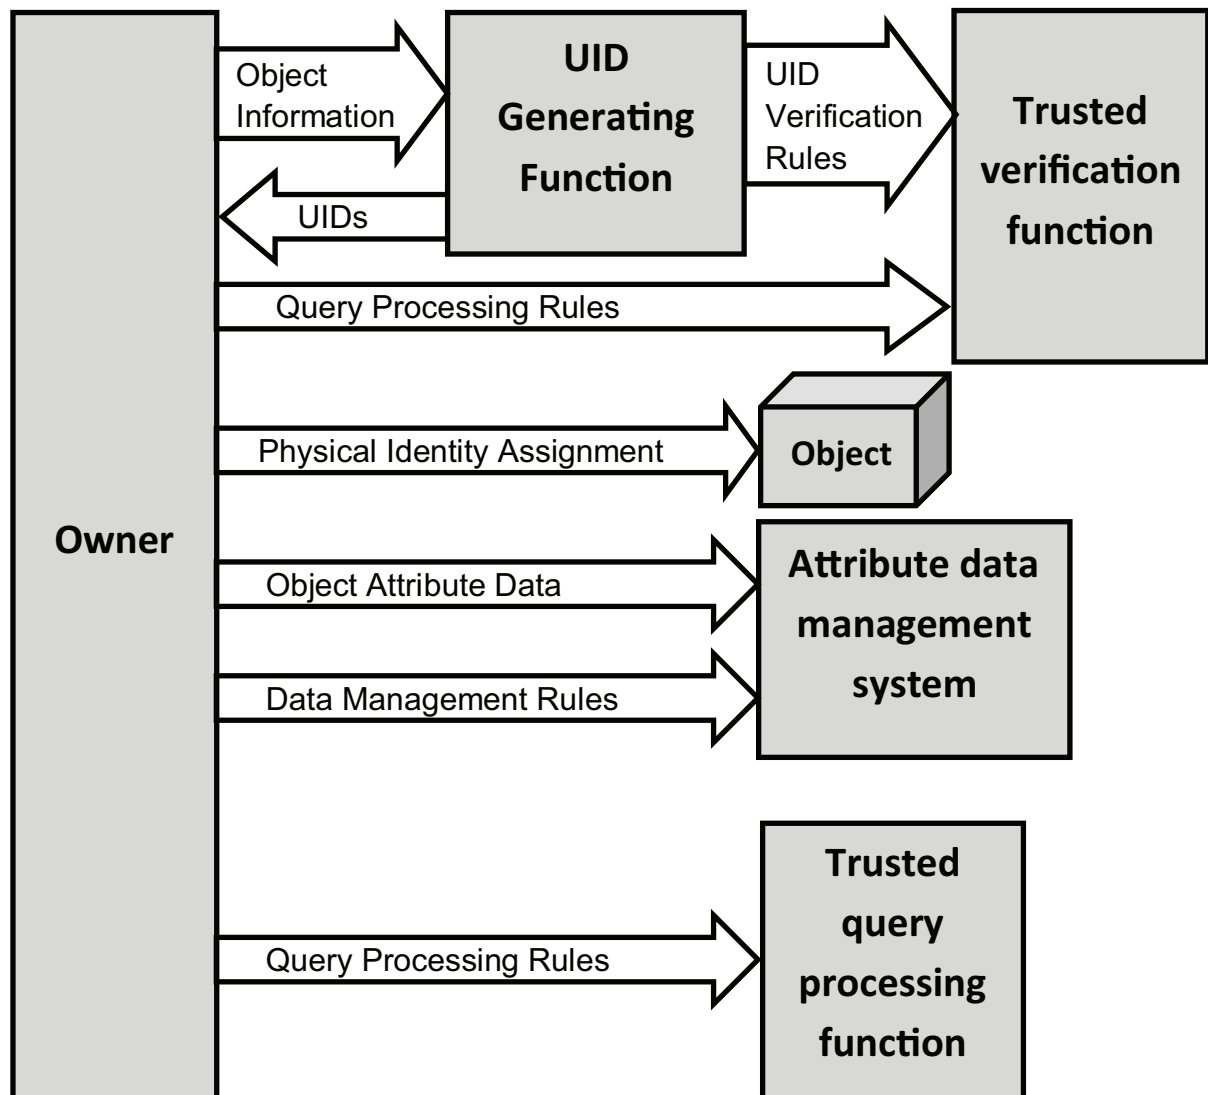 Object
Information
UID
Generating
Function
UID
Verification
Rules
Trusted
verification
function
UIDs
Query Processing Rules
Physical Identity Assignment
Object
Owner
Object Attribute Data
Attribute data
management
system
Data Management Rules
Query Processing Rules
Trusted
query
processing
function